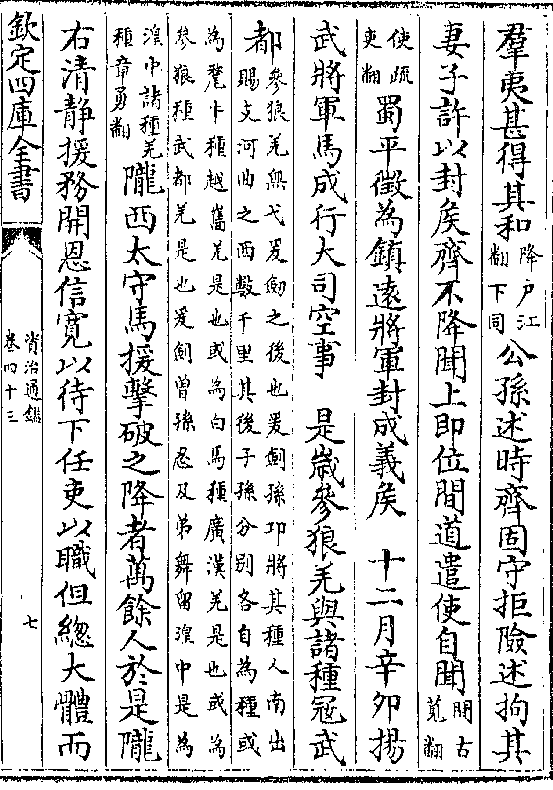 羣夷甚得其和降户江翻下同公孫述時齊固守拒險述拘其
妻子許以封矦齊不降聞上即位間道遣使自聞間古莧翻
使疏吏翻蜀平徵為鎮遠將軍封成義矦　十二月辛卯揚
武將軍馬成行大司空事　是歲參狼羌與諸種冦武
都參狼羌無弋爰劒之後也爰劒孫卬將其種人南出賜支河曲之西數千里其後子孫分别各自為種或
為氂牛種越巂羌是也或為白馬種廣漢羌是也或為參狼種武都羌是也爰劒曾孫忍及弟舞留湟中是為
湟中諸種羌種章勇翻隴西太守馬援擊破之降者萬餘人於是隴
右清静援務開恩信寛以待下任吏以職但總大體而
欽定四庫全書
資治通鑑
卷四十三
七